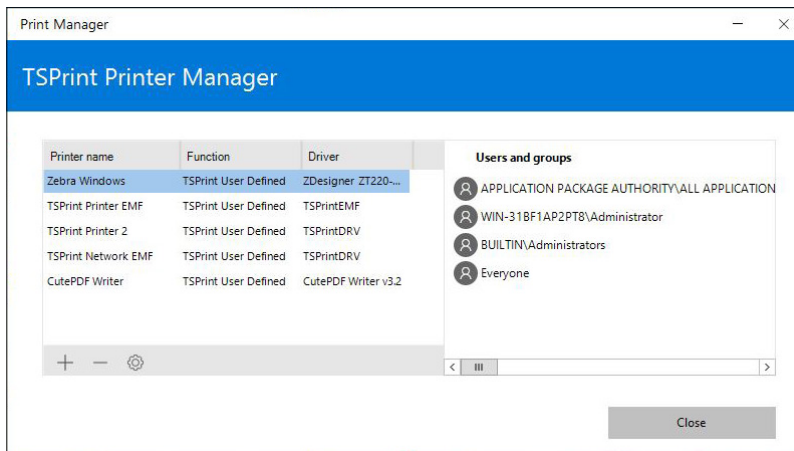 Print Manager
TSPrint Printer Manager
Printer name Function Driver
Zebra Windows TSPrint User Defined ZDesigner ZT220-...
TSPrint Printer EMF TSPrint User Defined TSPrintEMF
TSPrint Printer 2 TSPrint User Defined TSPrintDRV
TSPrint Network EMF TSPrint User Defined TSPrintDRV
CutePDF Writer TSPrint User Defined CutePDF Writer v3.2
Users and groups
APPLICATION PACKAGE AUTHORITY\ALL APPLICATION
WIN-31BF1AP2PT8\Administrator
BUILTIN\Administrators
Everyone
Close